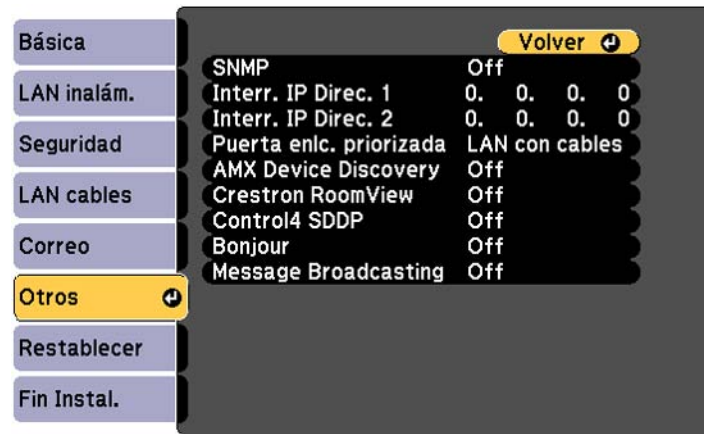 Básica
LAN inalám.
Seguridad
LAN cables
Correo
Otros
Restablecer
Fin Instal.
Volver
SNMP Off
Interr. IP Direc. 1 0. 0. 0. 0
Interr. IP Direc. 2 0. 0. 0. 0
Puerta enlc. priorizada LAN con cables
AMX Device Discovery Off
Crestron RoomView Off
Control4 SDDP Off
Bonjour Off
Message Broadcasting Off